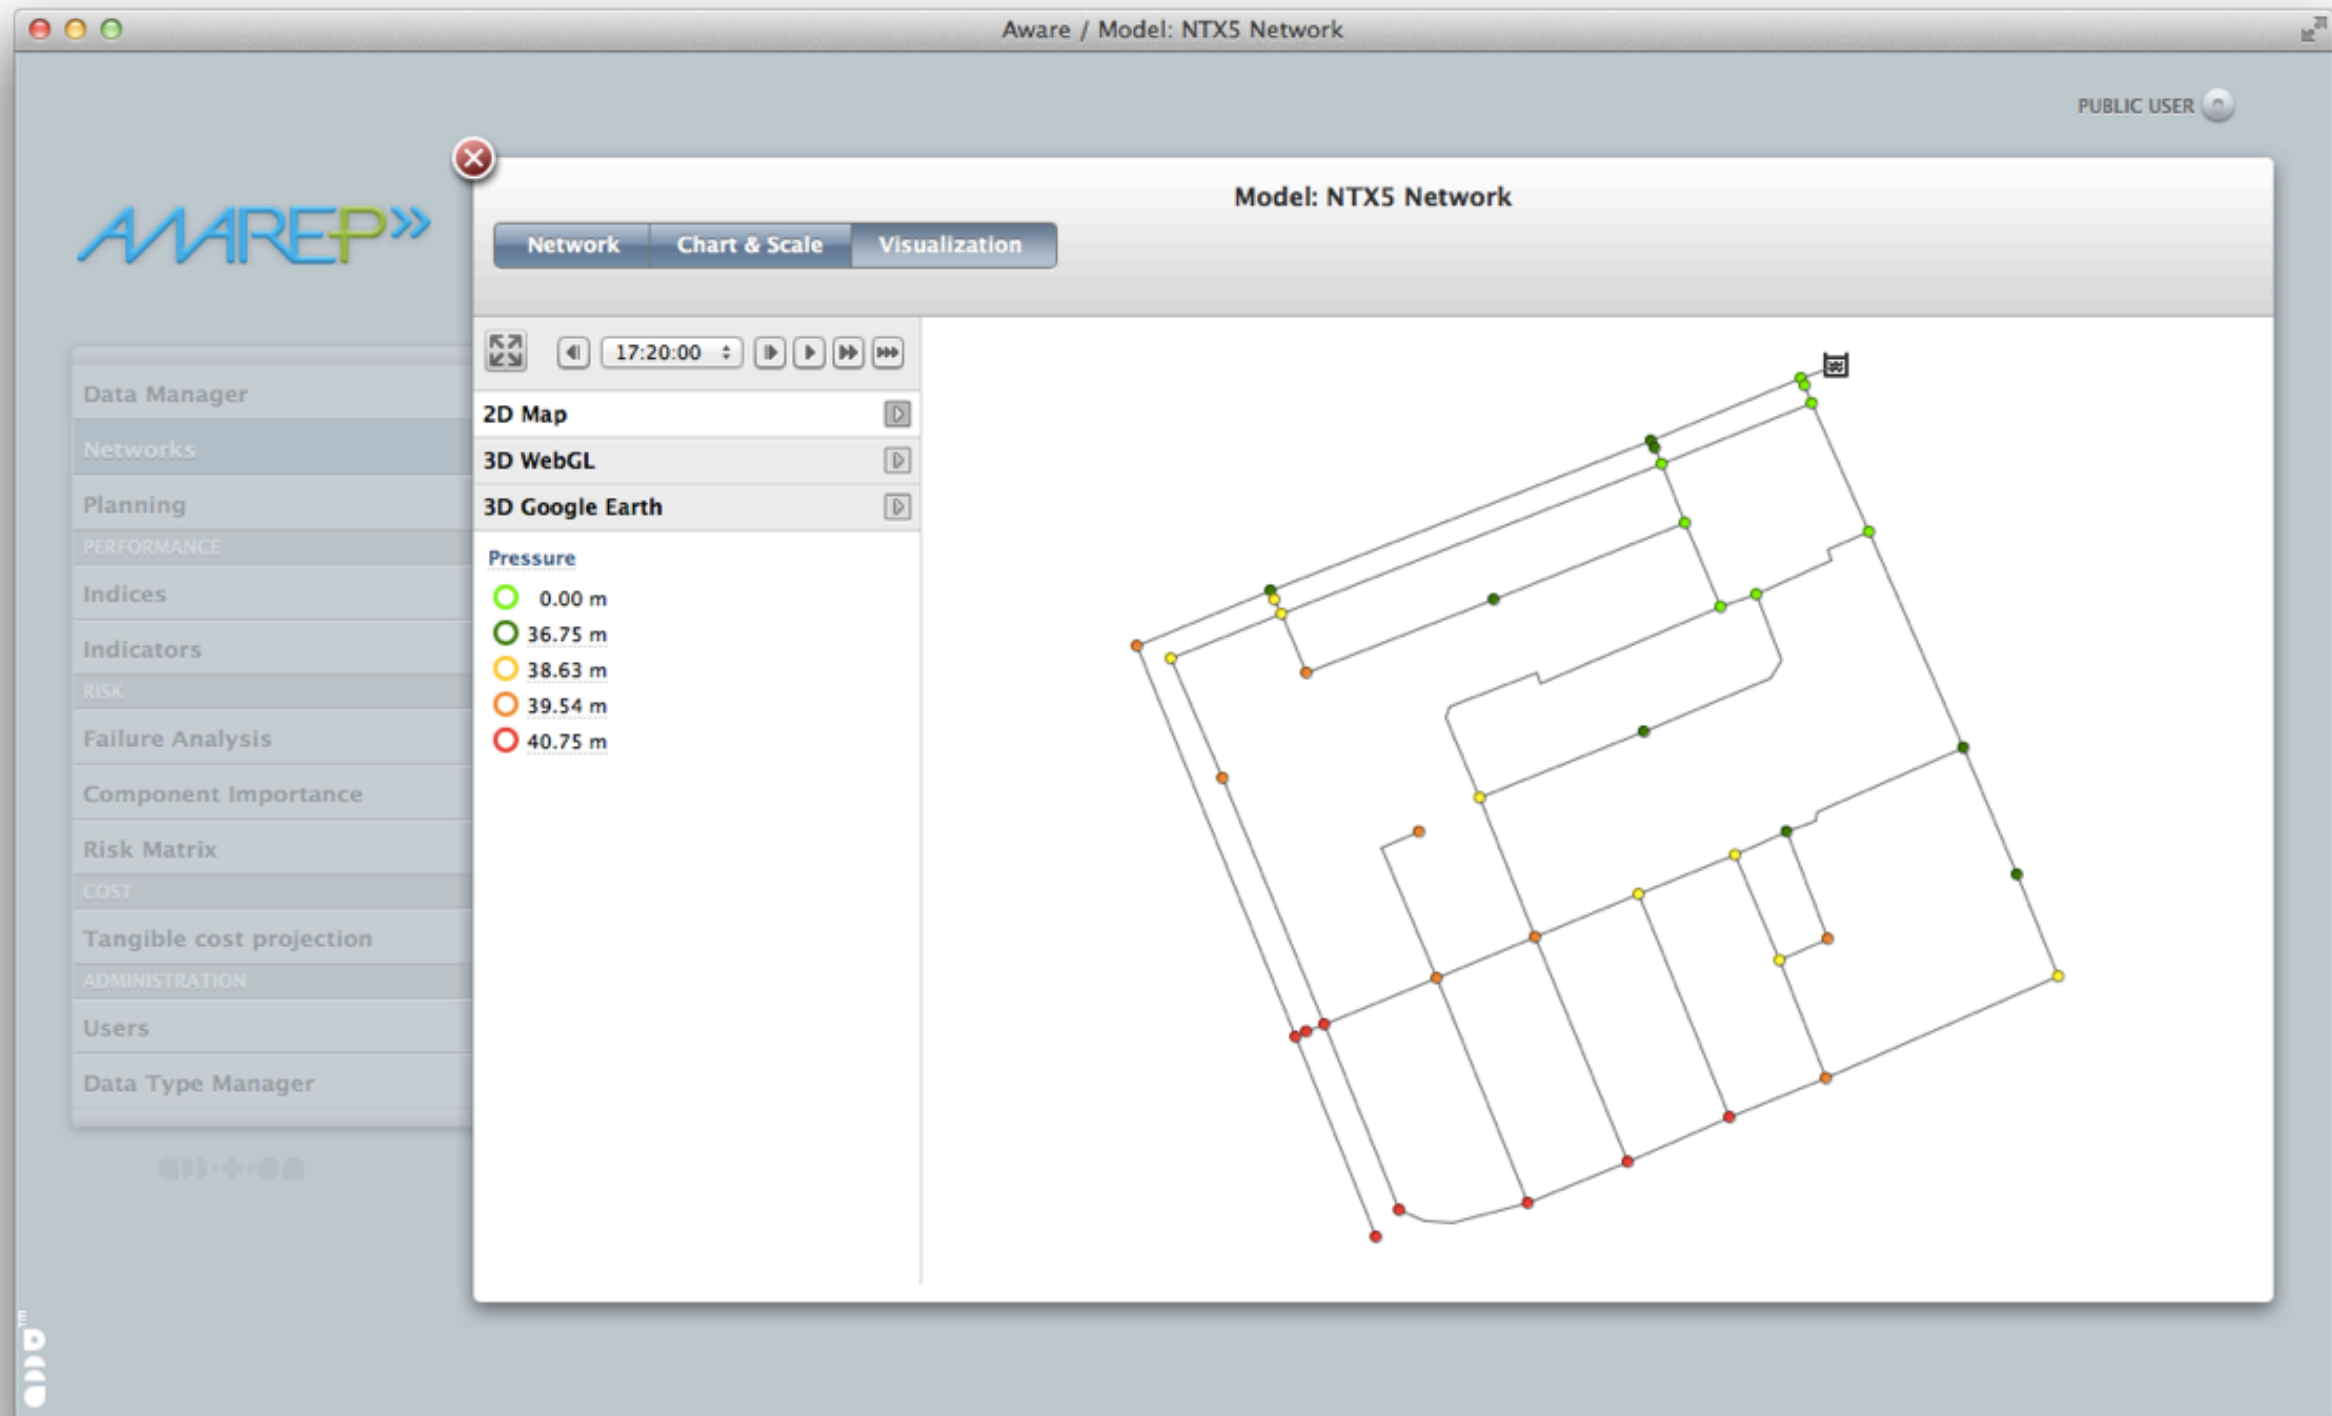 Aware / Model: NTX5 Network
PUBLIC USER
AWARE-P
Model: NTX5 Network
Network
Chart & Scale
Visualization
17:20:00
2D Map
3D WebGL
3D Google Earth
Pressure
0.00 m
36.75 m
38.63 m
39.54 m
40.75 m
Data Manager
Networks
Planning
PERFORMANCE
Indices
Indicators
RISK
Failure Analysis
Component Importance
Risk Matrix
COST
Tangible cost projection
ADMINISTRATION
Users
Data Type Manager